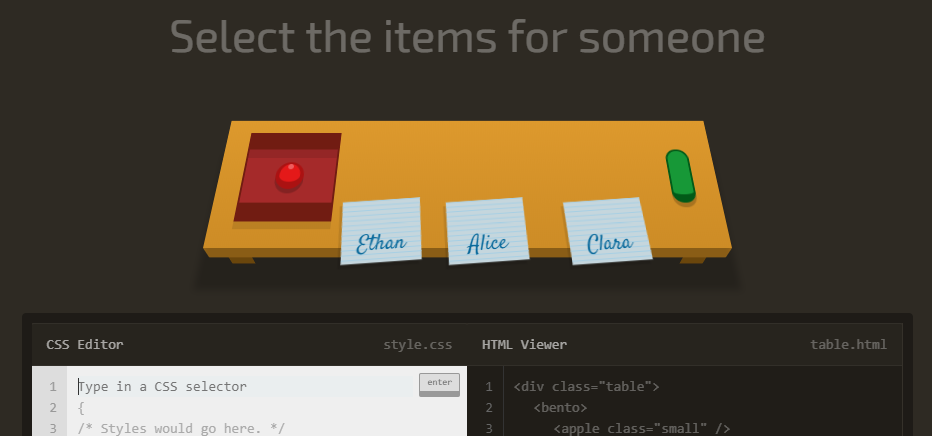 Select the items for someone
Ethan
Alice
Clara
CSS Editor
style.css
HTML Viewer
table.html
1 Type in a CSS selector
enter
2 {
3 /* Styles would go here. */
1 <div class="table">
2 <bento>
3 <apple class="small" />